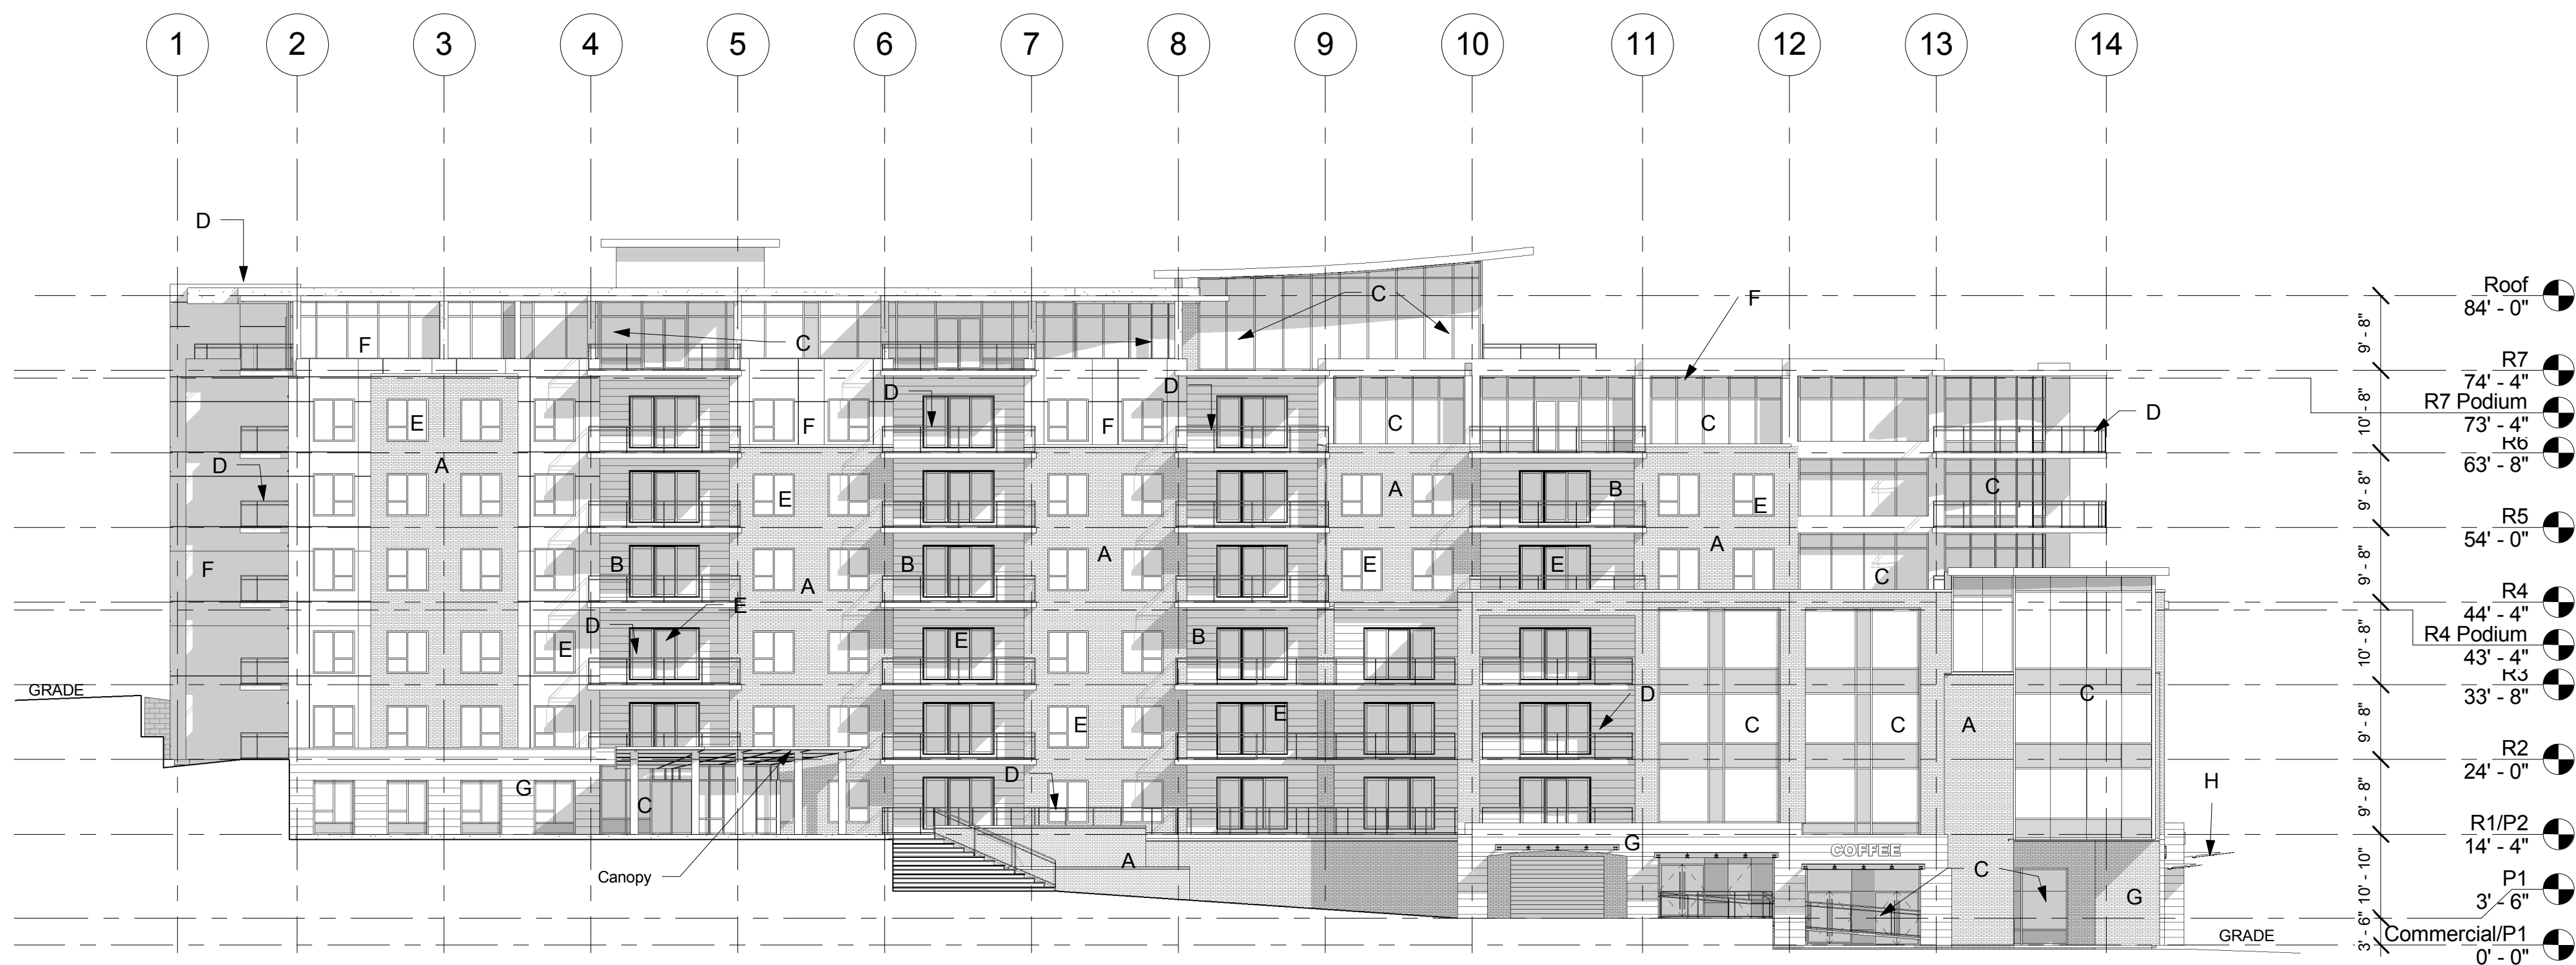 1 2 3 4 5 6 7 8 9 10 11 12 13 14
D
Roof
84' - 0"
C
F
9' - 8"
F
C
R7
74' - 4"
D
D
R7 Podium
73' - 4"
D
10' - 8"
E
F
F
C
C
R6
63' - 8"
A
D
E
A
B
E
C
9' - 8"
R5
54' - 0"
F
B
A
B
A
E
E
A
C
9' - 8"
R4
44' - 4"
E
D
E
E
B
R4 Podium
43' - 4"
10' - 8"
R3
33' - 8"
GRADE
D
C
E
E
C
C
A
9' - 8"
R2
24' - 0"
G
C
D
H
9' - 8"
R1/P2
14' - 4"
A
G
COFFEE
Canopy
C
G
10' - 10"
P1
3' - 6"
3' - 6"
GRADE
Commercial/P1
0' - 0"